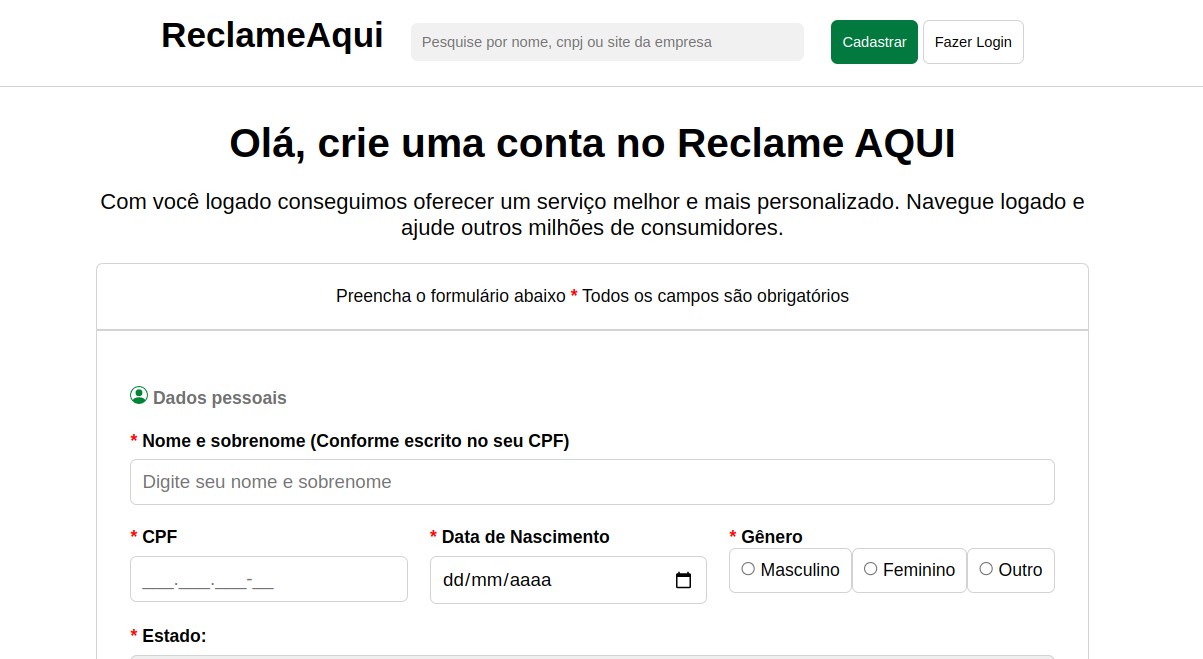 ReclameAqui
Pesquise por nome, cnpj ou site da empresa
Cadastrar
Fazer Login
Olá, crie uma conta no Reclame AQUI
Com você logado conseguimos oferecer um serviço melhor e mais personalizado. Navegue logado e
ajude outros milhões de consumidores.
Preencha o formulário abaixo * Todos os campos são obrigatórios
Dados pessoais
* Nome e sobrenome (Conforme escrito no seu CPF)
Digite seu nome e sobrenome
* CPF
* Data de Nascimento
* Gênero
___.___.___-__
dd/mm/aaaa
Masculino
Feminino
Outro
* Estado: